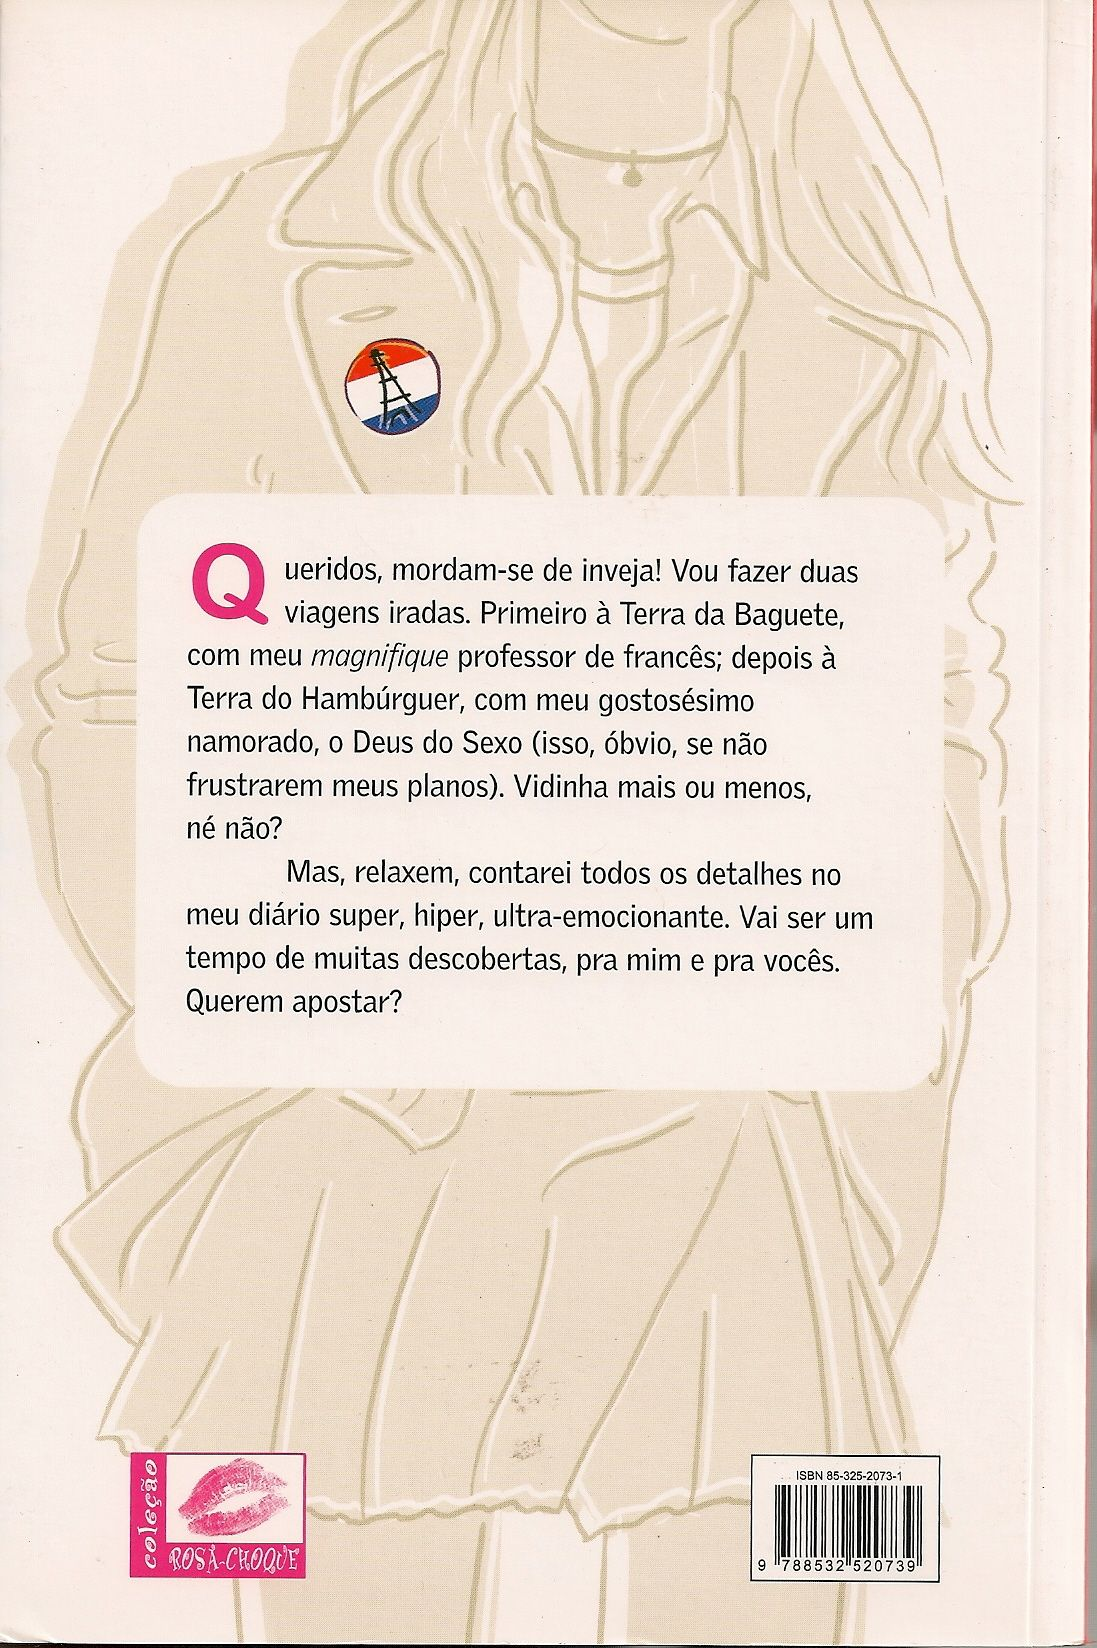 Queridos, mordam-se de inveja! Vou fazer duas
viagens iradas. Primeiro à Terra da Baguete,
com meu magnifique professor de francês; depois à
Terra do Hambúrguer, com meu gostosésimo
namorado, o Deus do Sexo (isso, óbvio, se não
frustrarem meus planos). Vidinha mais ou menos,
né não?
Mas, relaxem, contarei todos os detalhes no
meu diário super, hiper, ultra-emocionante. Vai ser um
tempo de muitas descobertas, pra mim e pra vocês.
Querem apostar?
coleção
ROSA-CHOQUE
ISBN 85-325-2073-1
9 788532 520739